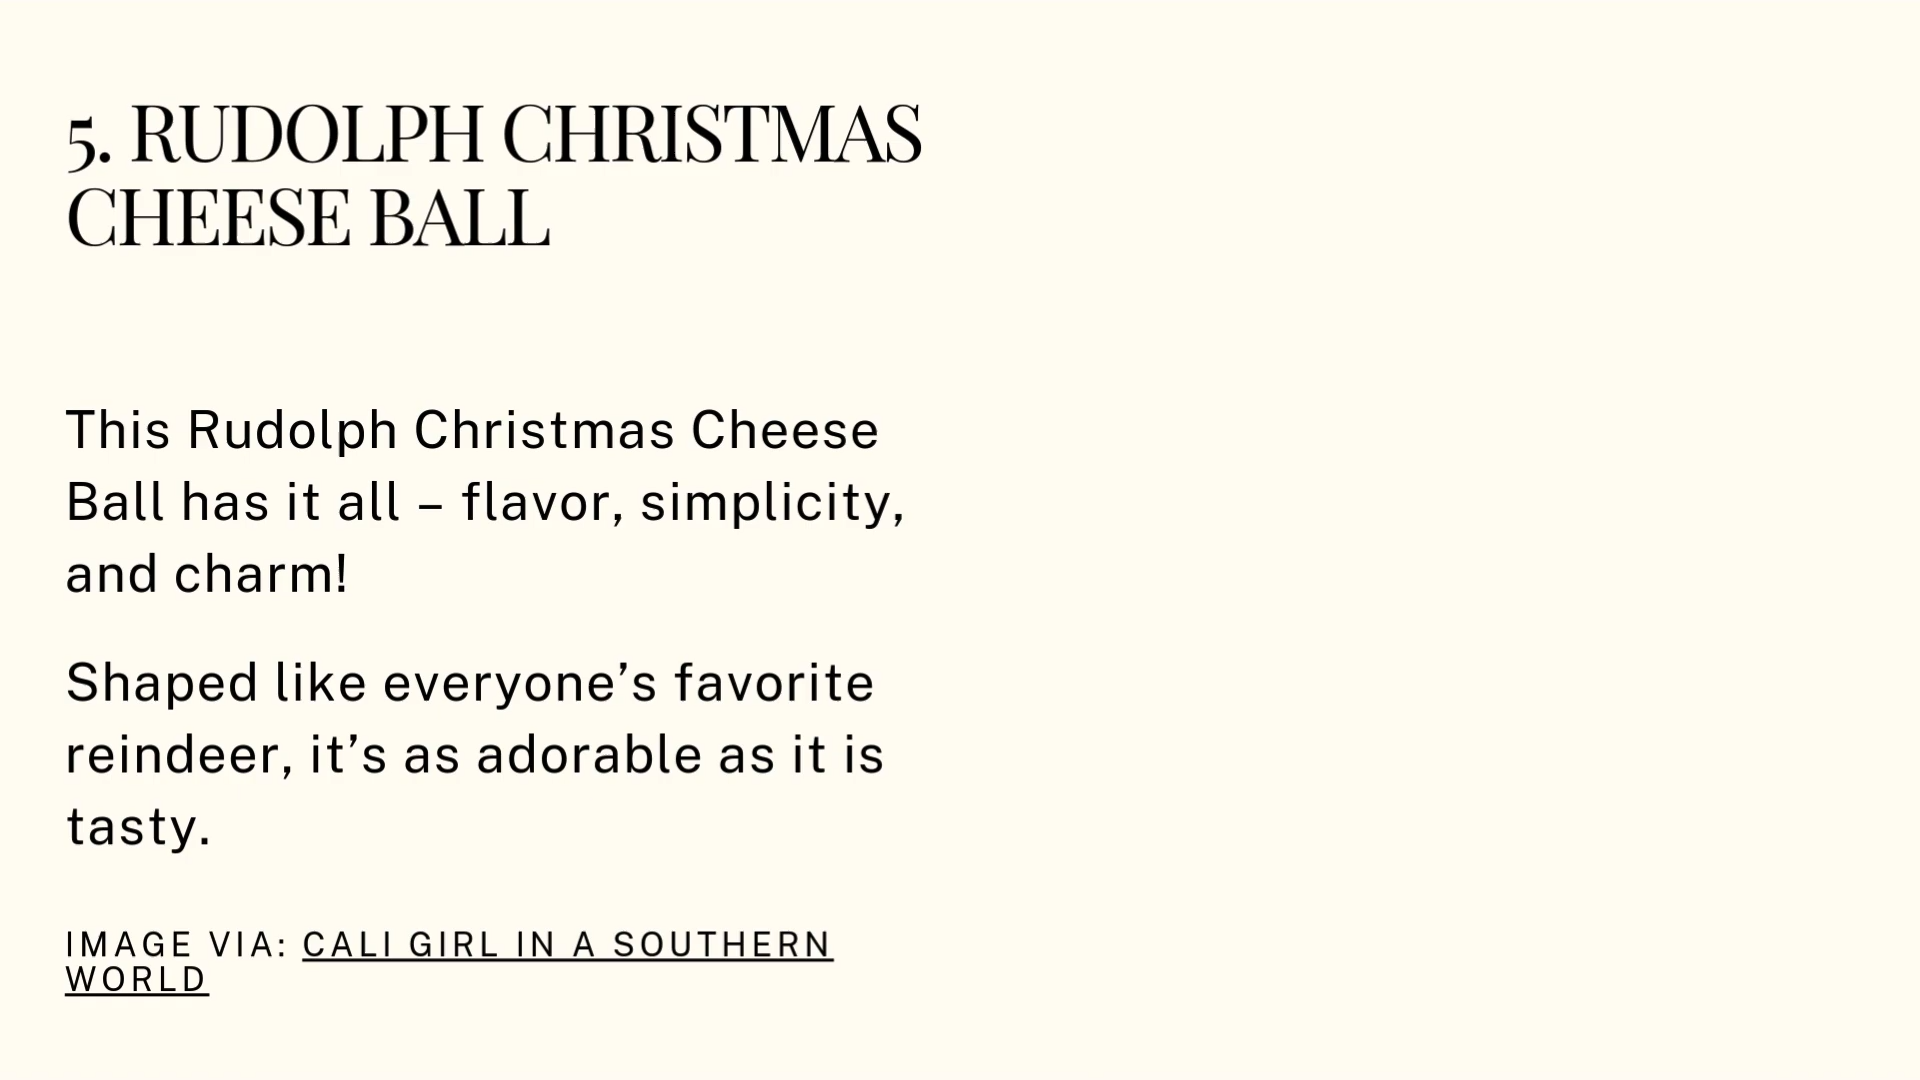 5. RUDOLPH CHRISTMAS
CHEESE BALL
This Rudolph Christmas Cheese
Ball has it all – flavor, simplicity,
and charm!
Shaped like everyone’s favorite
reindeer, it’s as adorable as it is
tasty.
IMAGE VIA: CALI GIRL IN A SOUTHERN
WORLD